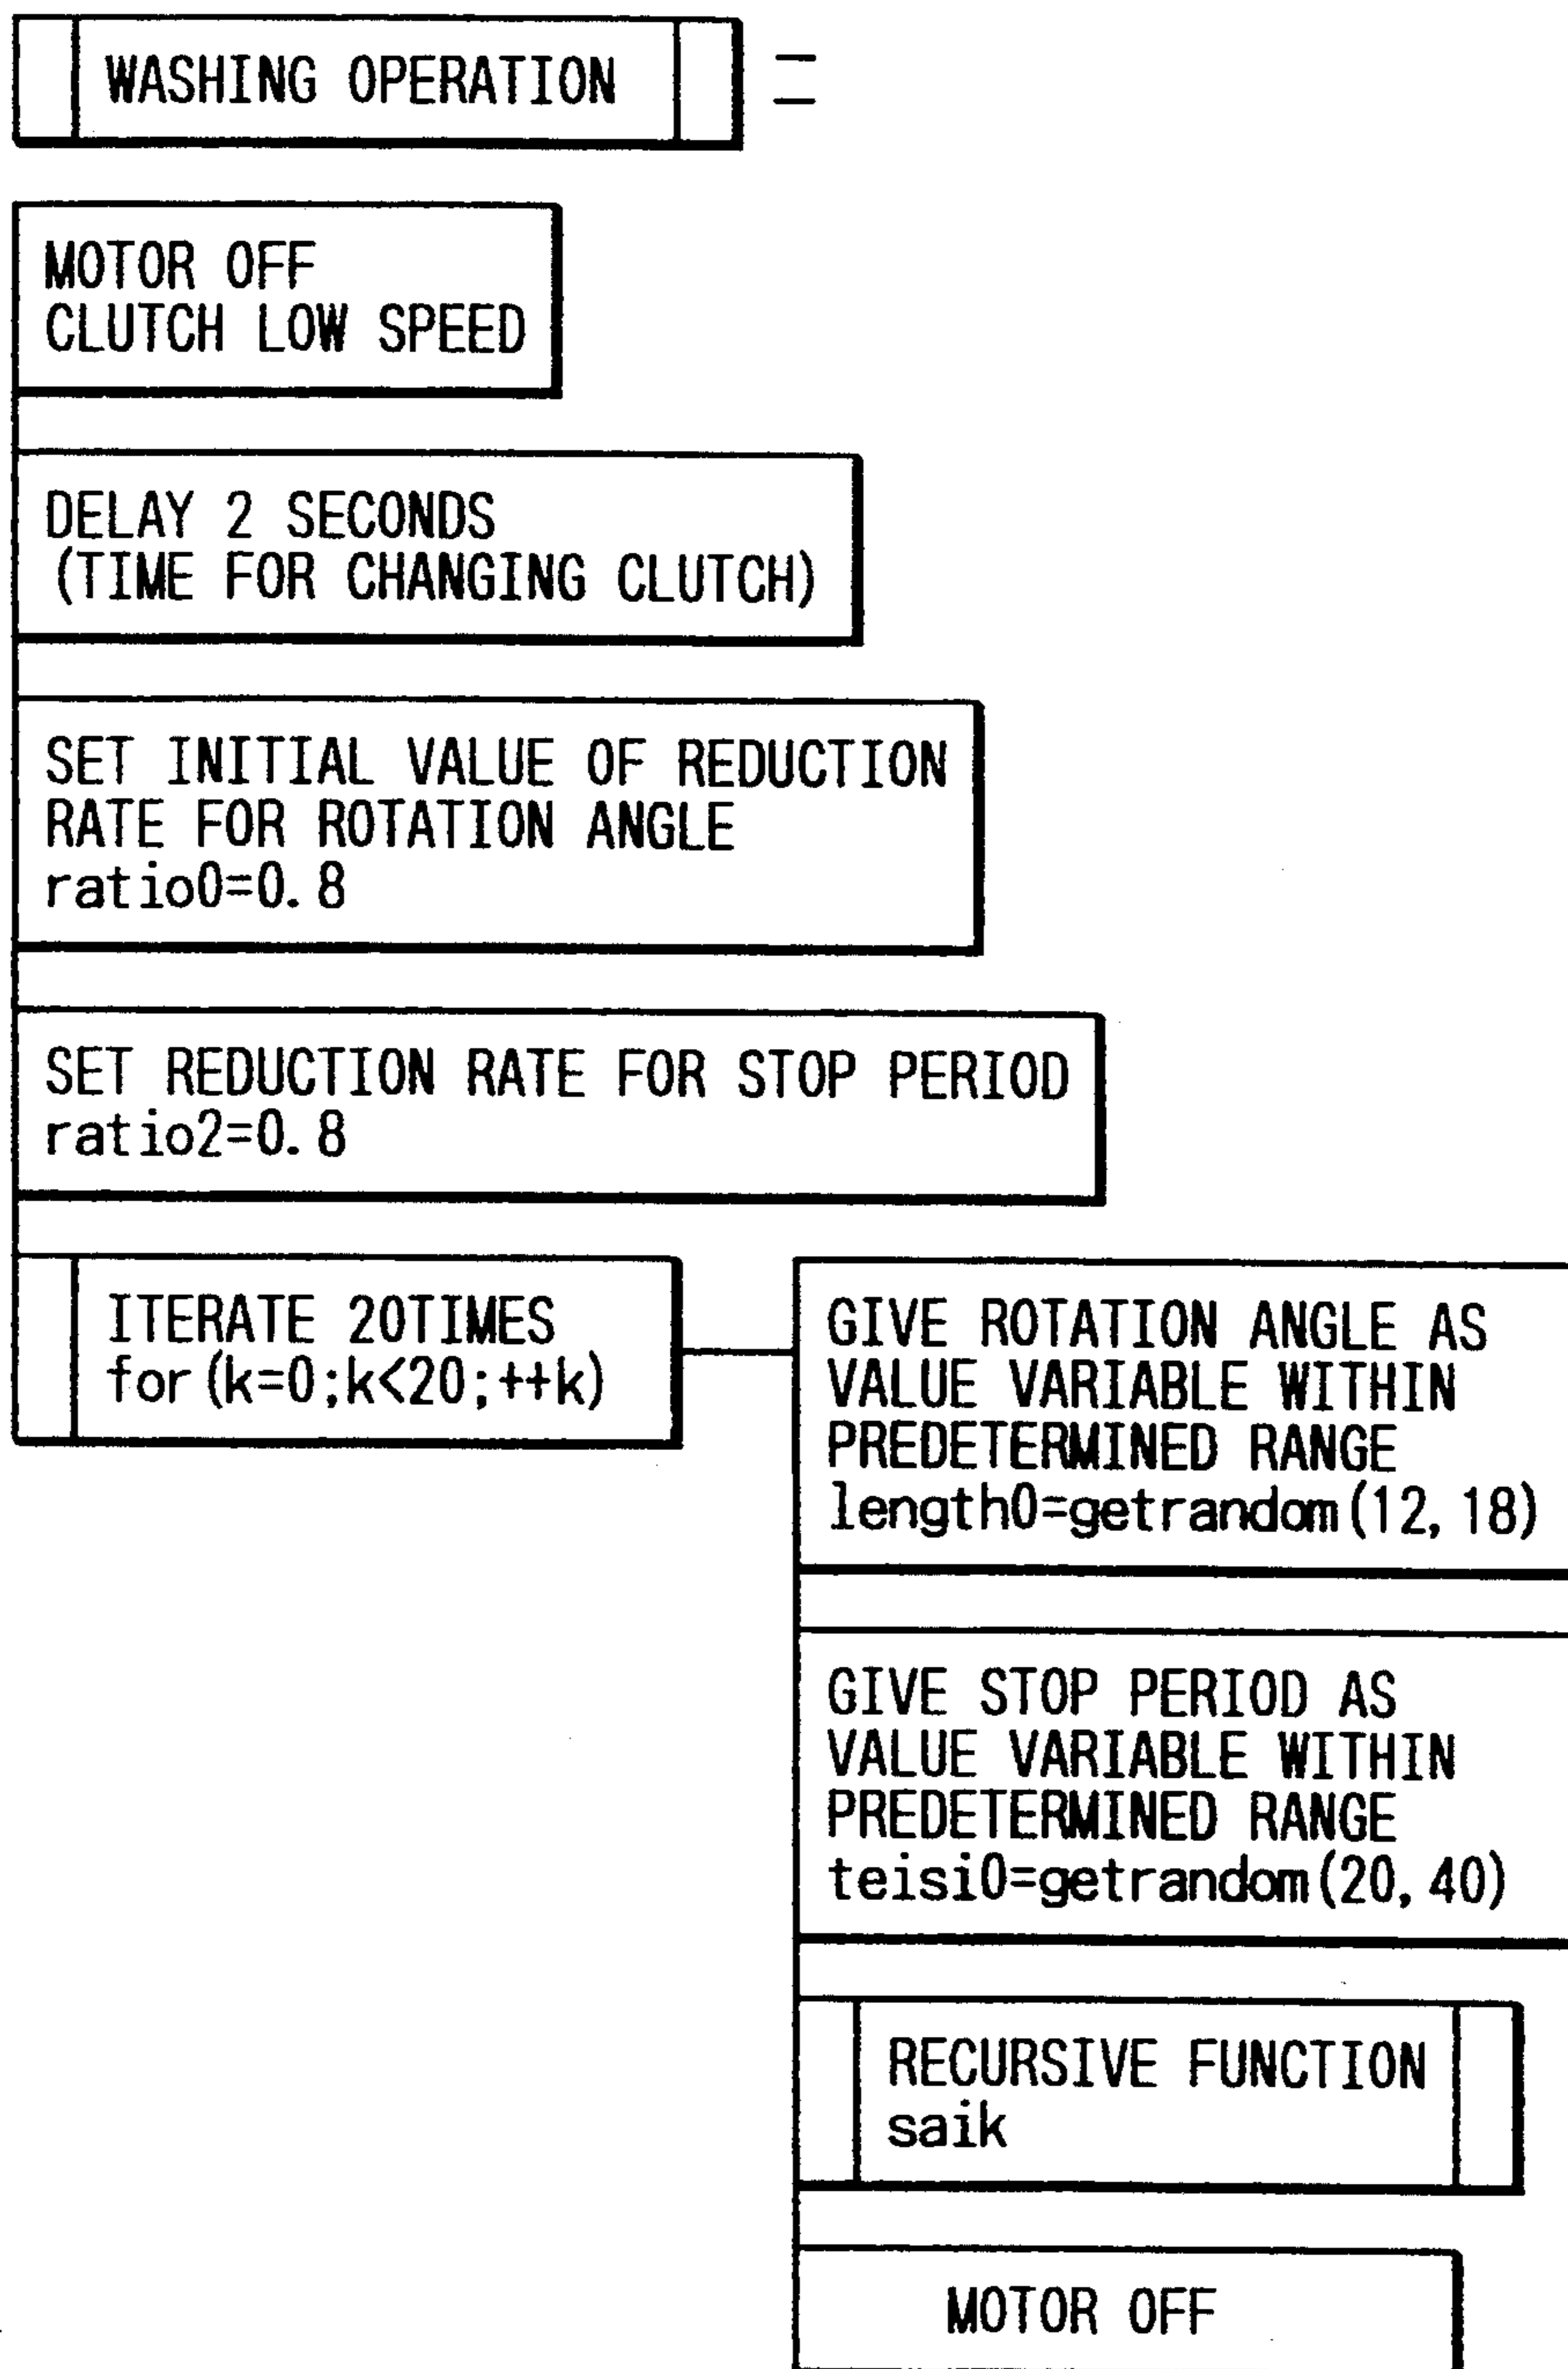 WASHING OPERATION =
MOTOR OFF
CLUTCH LOW SPEED
DELAY 2 SECONDS
(TIME FOR CHANGING CLUTCH)
SET INITIAL VALUE OF REDUCTION
RATE FOR ROTATION ANGLE
ratio0=0.8
SET REDUCTION RATE FOR STOP PERIOD
ratio2=0.8
ITERATE 20TIMES
for(k=0;k<20;++k)
GIVE ROTATION ANGLE AS
VALUE VARIABLE WITHIN
PREDETERMINED RANGE
length0=getrandom(12,18)
GIVE STOP PERIOD AS
VALUE VARIABLE WITHIN
PREDETERMINED RANGE
teisi0=getrandom(20,40)
RECURSIVE FUNCTION
saik
MOTOR OFF